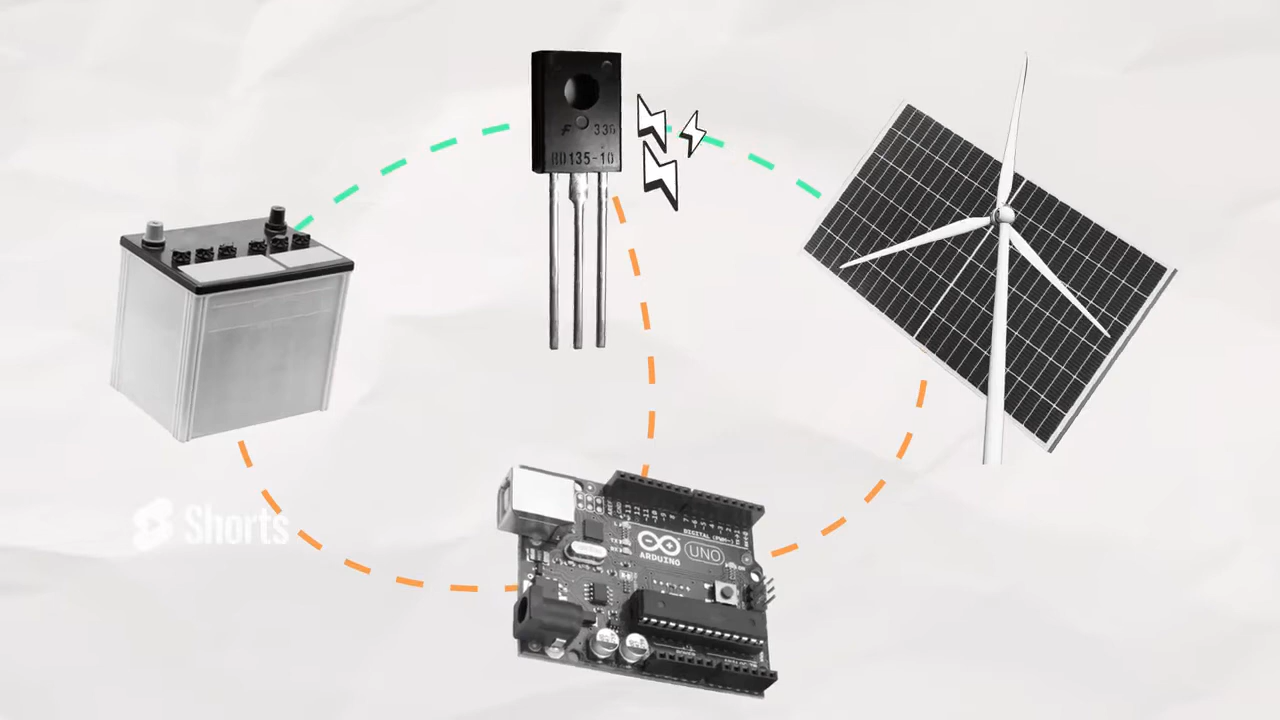 F 336
BD135-10
Shorts
DIGITAL (PWM~)
ARDUINO
UNO